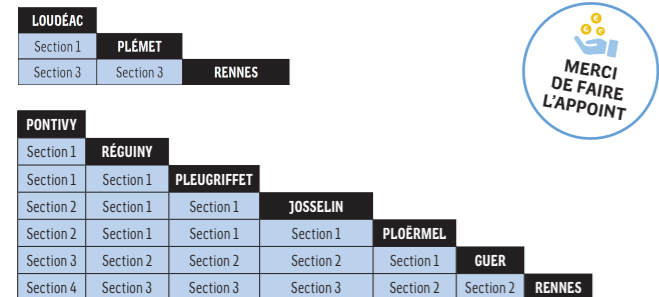 LOUDÉAC
Section 1 PLÉMET
Section 3 Section 3 RENNES
MERCI
DE FAIRE
L'APPOINT
PONTIVY
Section 1 RÉGUINY
Section 1 Section 1 PLEUGRIFFET
Section 2 Section 1 Section 1 JOSSELIN
Section 2 Section 1 Section 1 Section 1 PLOËRMEL
Section 3 Section 2 Section 2 Section 2 Section 1 GUER
Section 4 Section 3 Section 3 Section 3 Section 2 Section 2 RENNES